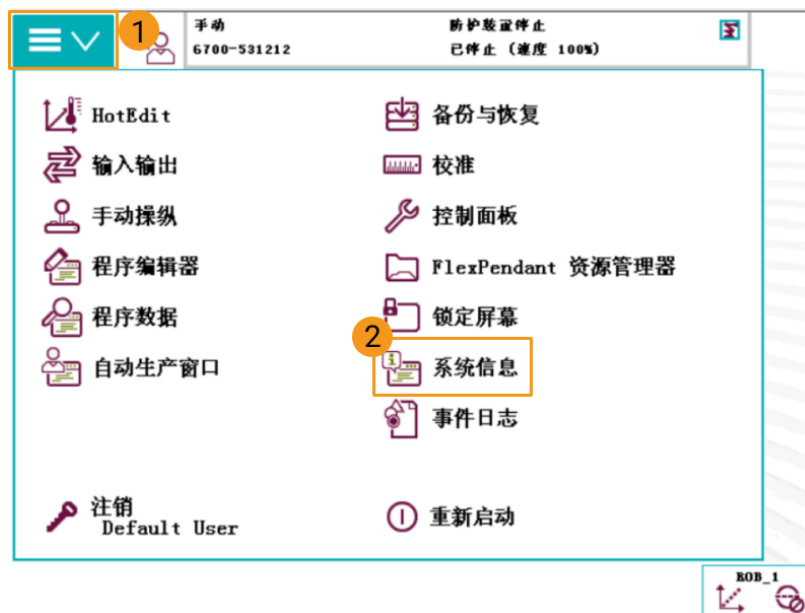 1
手动
6700-531212
防护装置停止
已停止 (速度 100%)
HotEdit
备份与恢复
输入输出
校准
手动操纵
控制面板
程序编辑器
FlexPendant 资源管理器
程序数据
锁定屏幕
2
自动生产窗口
系统信息
事件日志
注销
Default User
重新启动
ROB_1